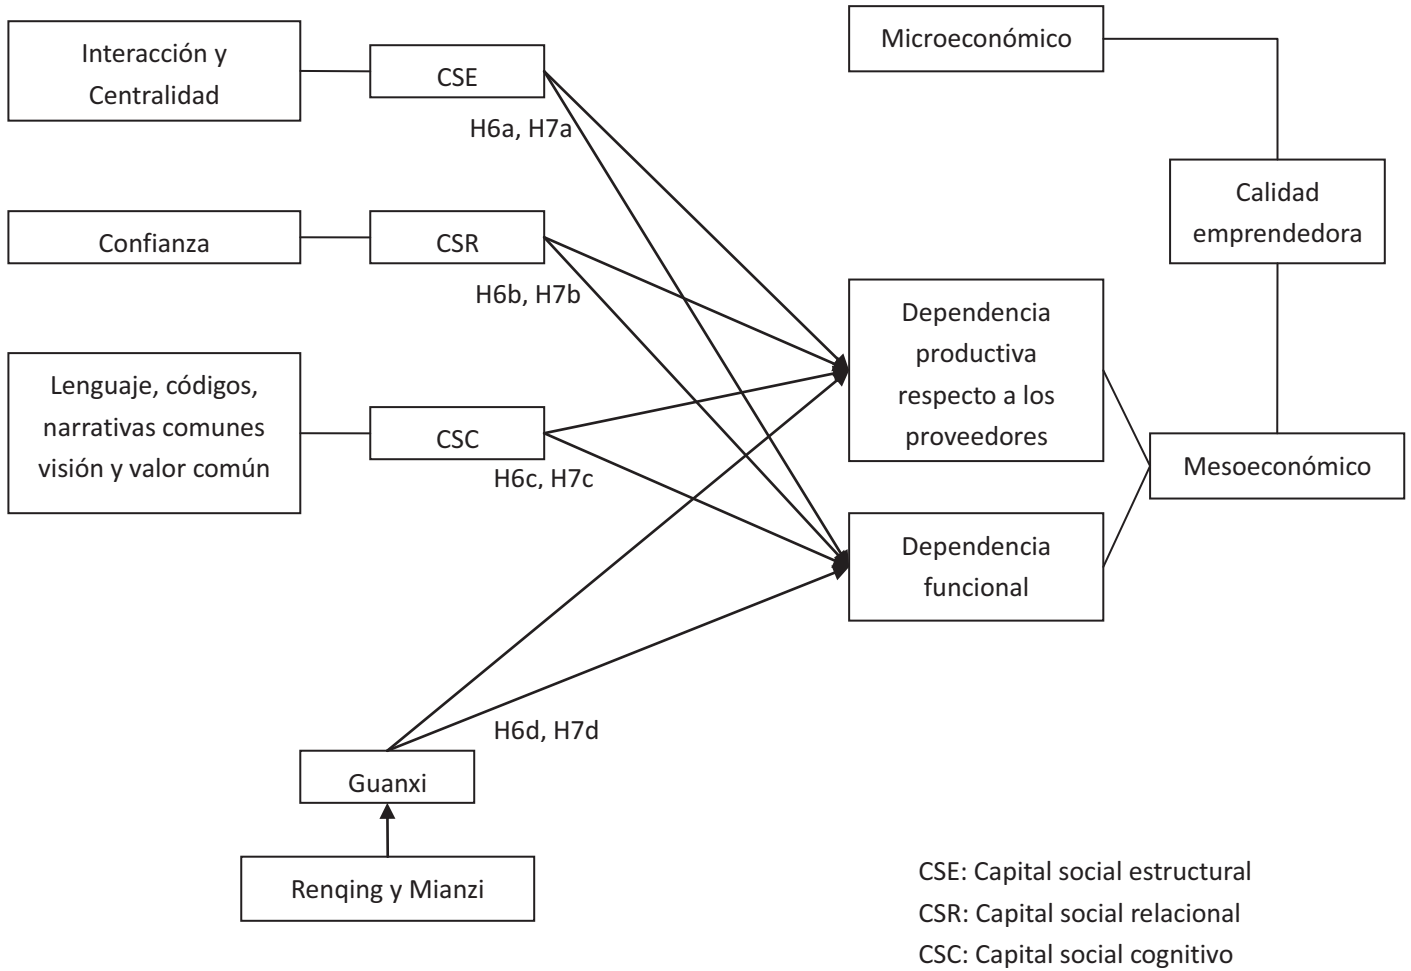 Interacción y
Centralidad
CSE
H6a, H7a
Microeconómico
Calidad
emprendedora
Confianza
CSR
H6b, H7b
Dependencia
productiva
respecto a los
proveedores
Lenguaje, códigos,
narrativas comunes
visión y valor común
CSC
H6c, H7c
Mesoeconómico
Dependencia
funcional
H6d, H7d
Guanxi
Renqing y Mianzi
CSE: Capital social estructural
CSR: Capital social relacional
CSC: Capital social cognitivo